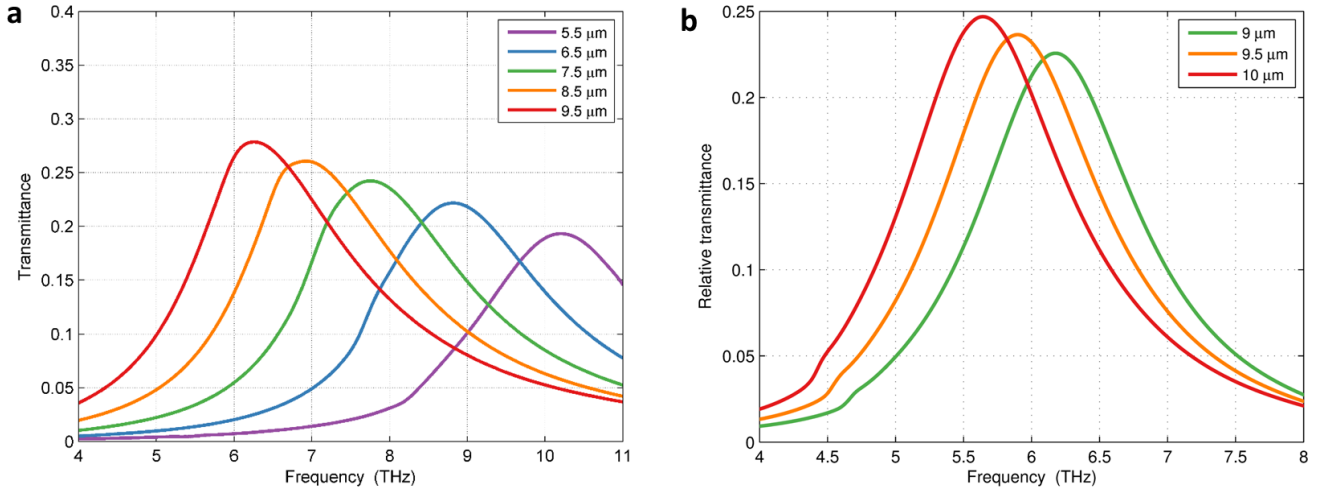 a
0.4
0.35
0.3
0.25
0.2
0.15
0.1
0.05
0
Transmittance
4 5 6 7 8 9 10 11
Frequency (THz)
5.5 μm
6.5 μm
7.5 μm
8.5 μm
9.5 μm
b
0.25
0.2
0.15
0.1
0.05
0
Relative transmittance
4 4.5 5 5.5 6 6.5 7 7.5 8
Frequency (THz)
9 μm
9.5 μm
10 μm